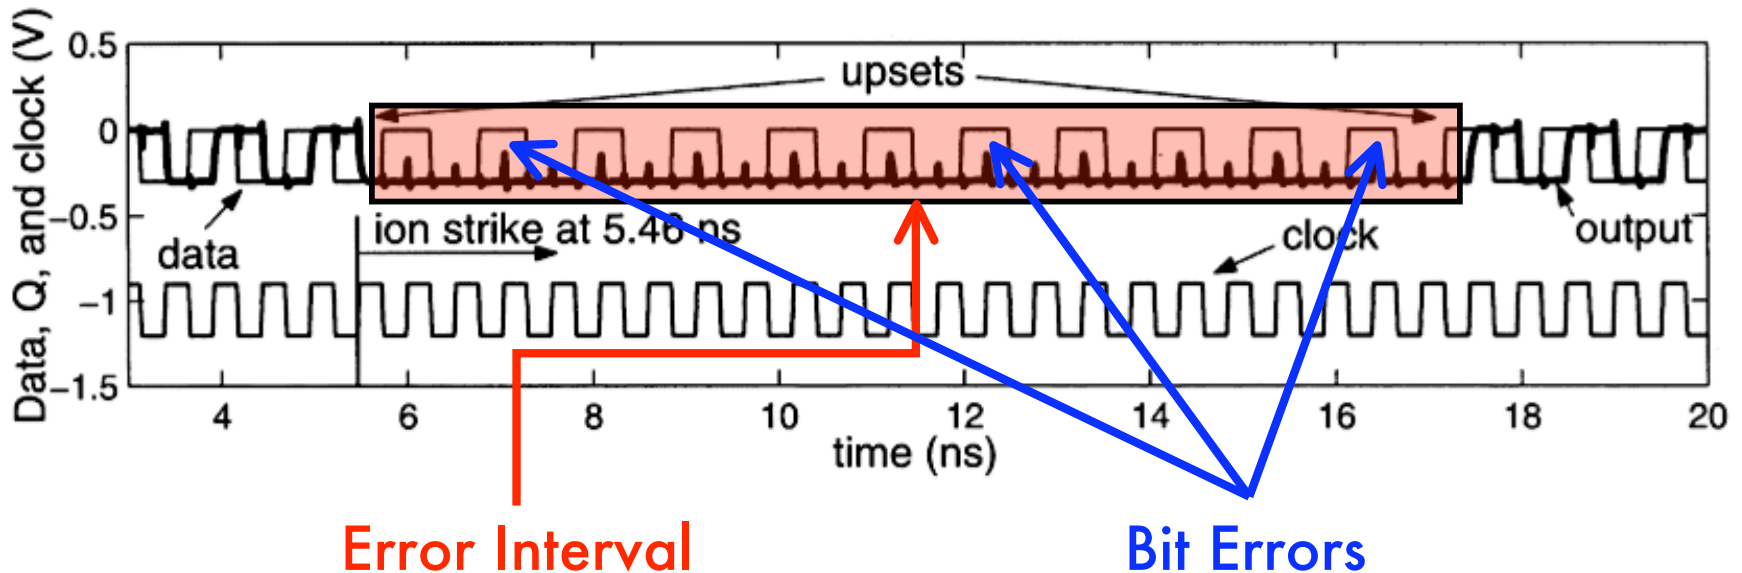 Data, Q, and clock (V)
0.5
0
−0.5
−1
−1.5
upsets
data
ion strike at 5.46 ns
clock
output
4 6 8 10 12 14 16 18 20
time (ns)
Error Interval
Bit Errors